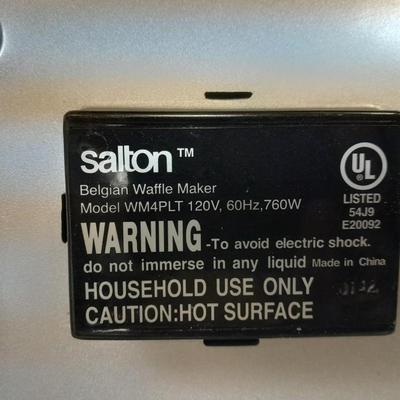 salton™
Belgian Waffle Maker
Model WM4PLT 120V, 60Hz,760W
UL
LISTED
54J9
E20092
WARNING -To avoid electric shock.
do not immerse in any liquid Made in China
HOUSEHOLD USE ONLY
CAUTION:HOT SURFACE